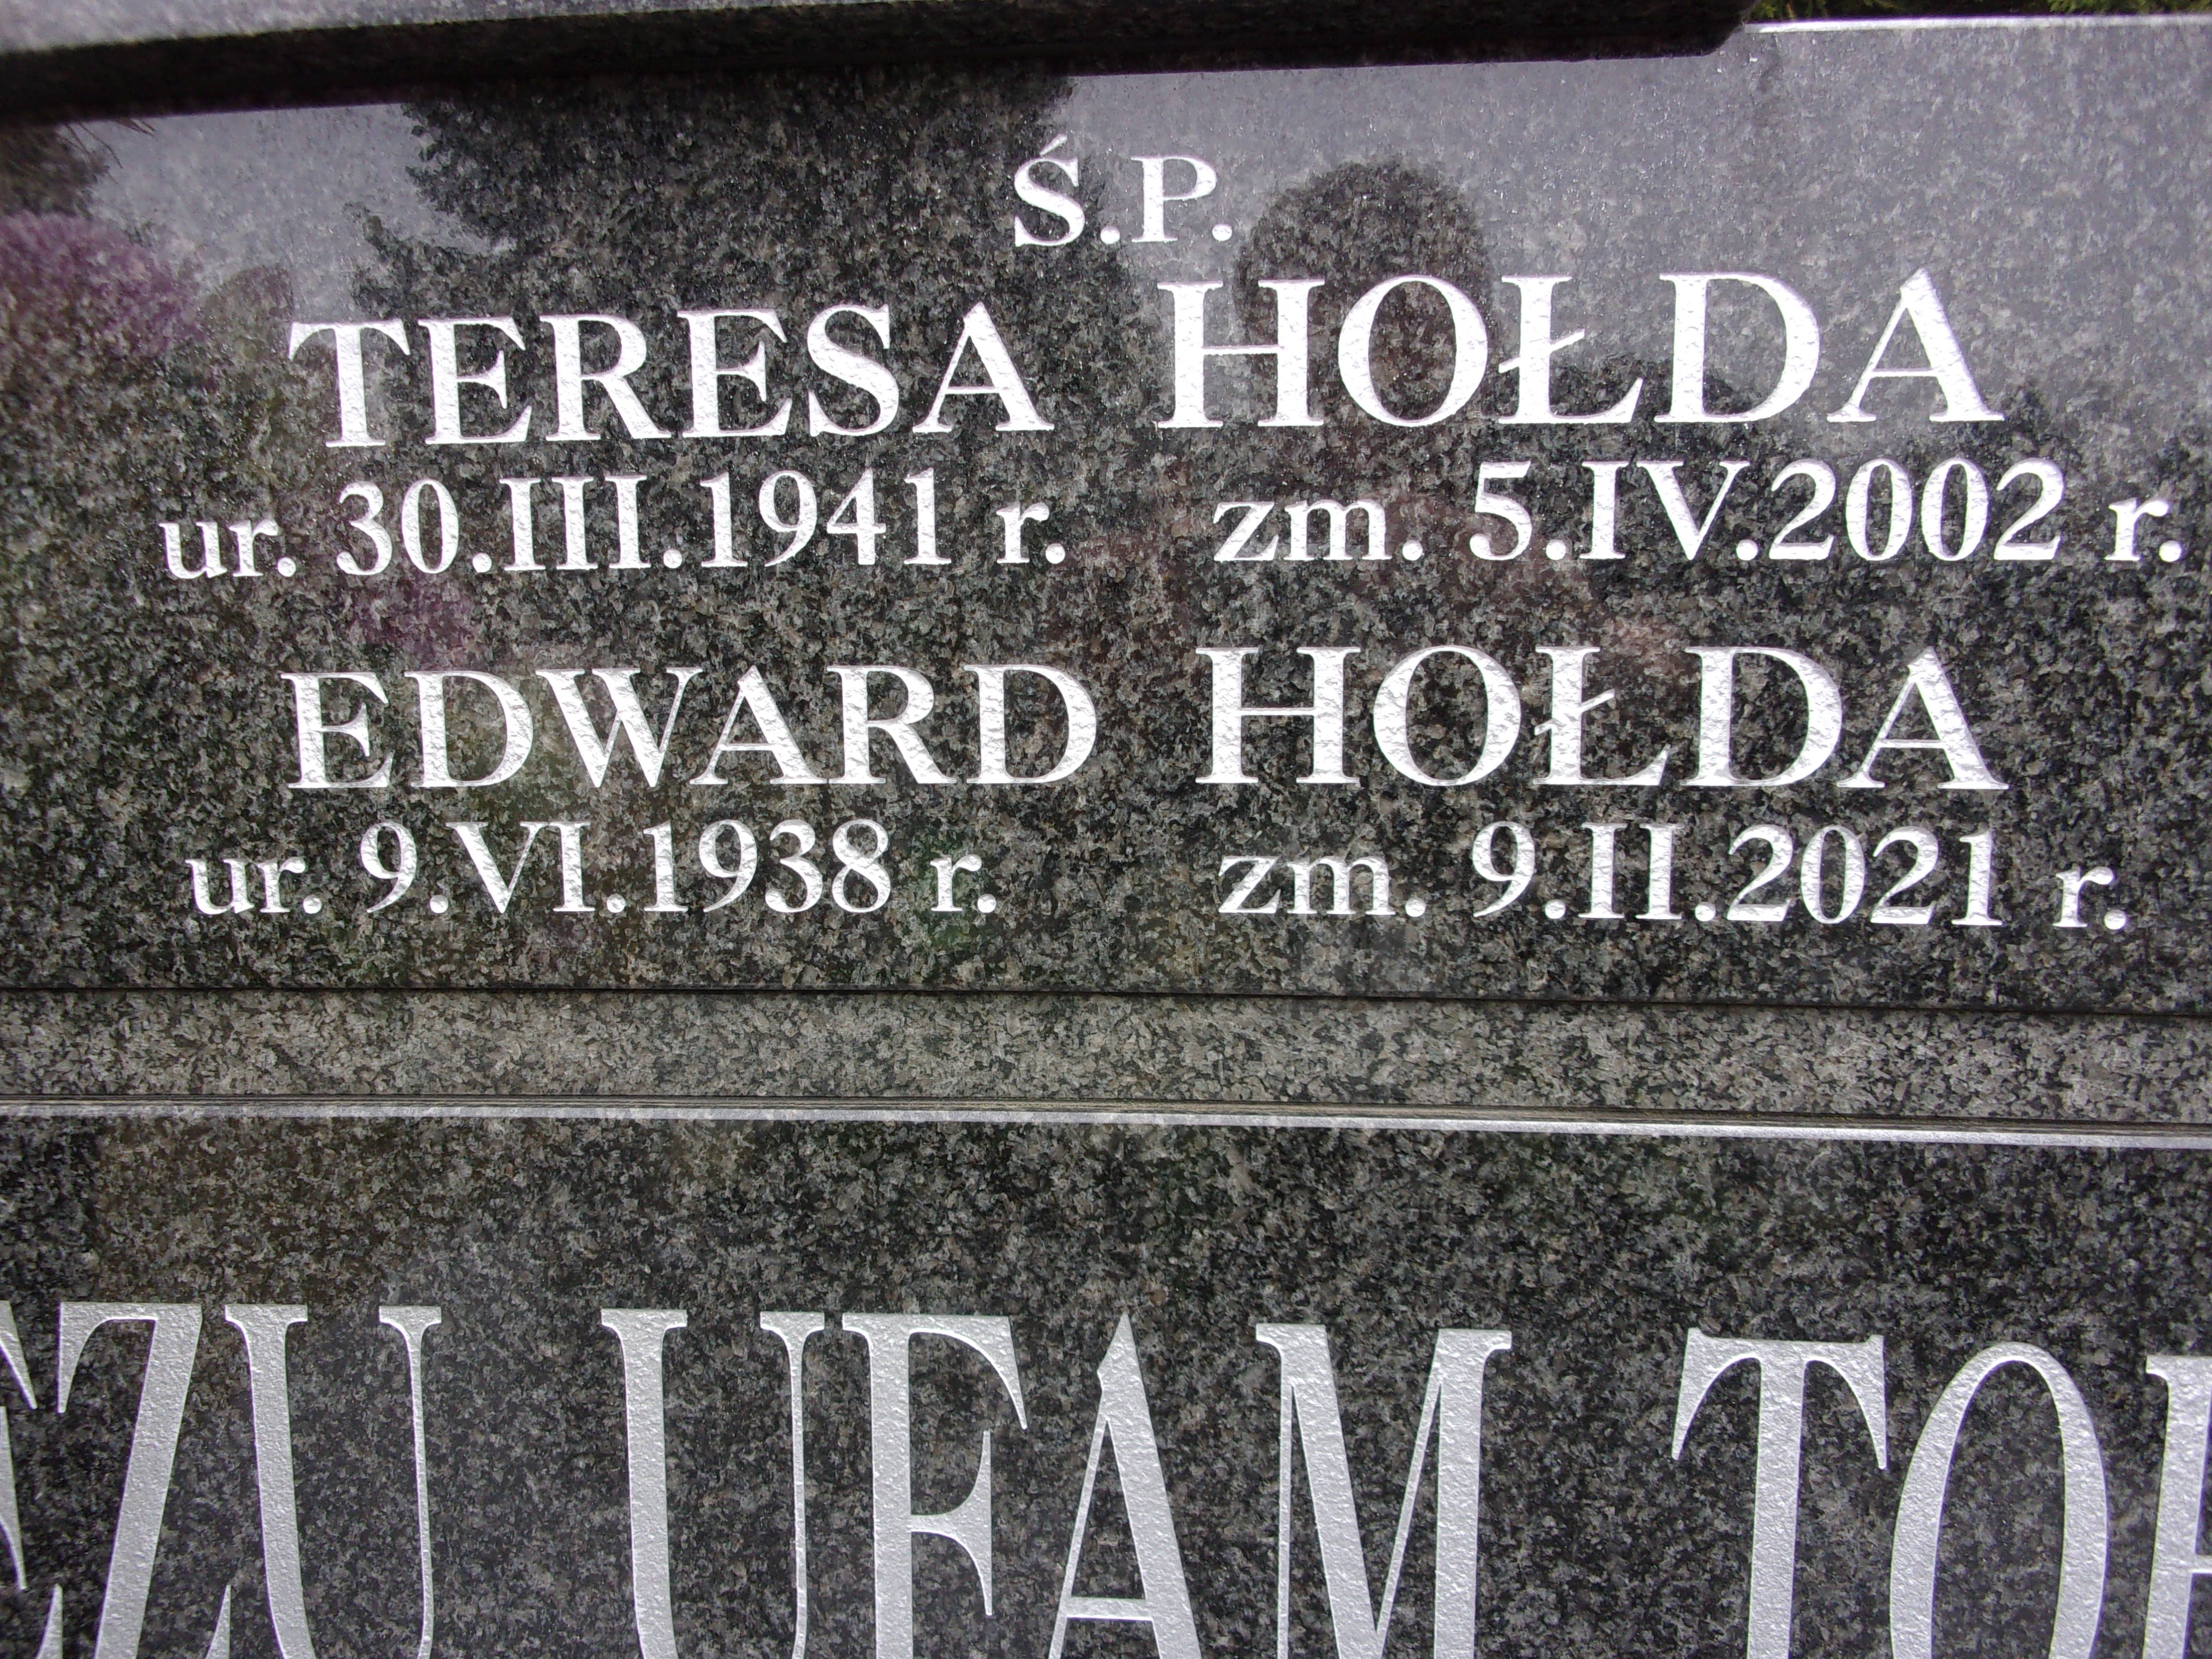 Ś.P.
TERESA HOŁDA
ur. 30.III.1941 r. zm. 5.IV.2002 r.
EDWARD HOŁDA
ur. 9.VI.1938 r. zm. 9.II.2021 r.
UFAM